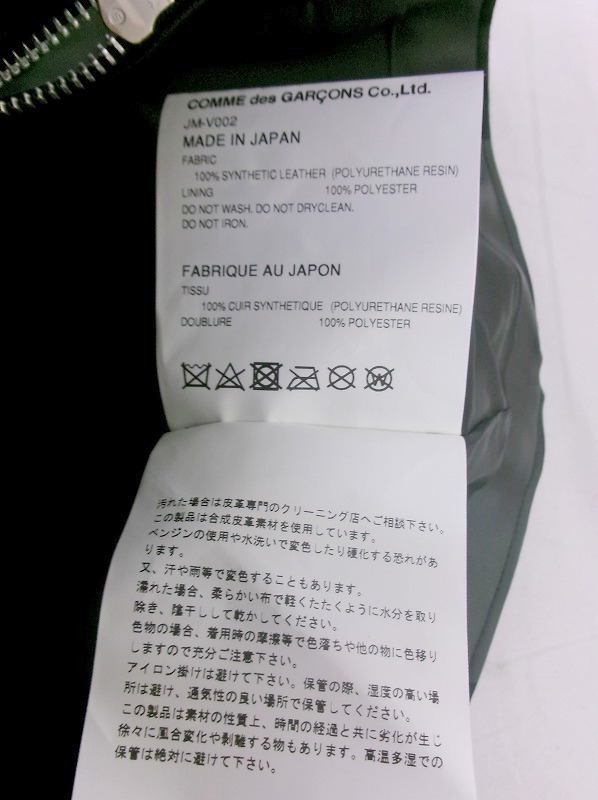 COMME des GARÇONS Co.,Ltd.
JM-V002
MADE IN JAPAN
FABRIC
100% SYNTHETIC LEATHER (POLYURETHANE RESIN)
LINING 100% POLYESTER
DO NOT WASH. DO NOT DRYCLEAN.
DO NOT IRON.
FABRIQUE AU JAPON
TISSU
100% CUIR SYNTHETIQUE (POLYURETHANE RESINE)
DOUBLURE 100% POLYESTER
汚れた場合は皮革専門のクリーニング店へご相談下さい。
この製品は合成皮革素材を使用しています。
ベンジンの使用や水洗いで変色したり硬化する恐れがあ
ります。
又、汗や雨等で変色することもあります。
濡れた場合、柔らかい布で軽くたたくように水分を取り
除き、陰干しして乾かしてください。
色物の場合、着用時の摩擦等で色落ちや他の物に色移り
しますので充分ご注意下さい。
アイロン掛けは避けて下さい。保管の際、湿度の高い場
所は避け、通気性の良い場所で保管してください。
この製品は素材の性質上、時間の経過と共に劣化が生じ
徐々に風合変化や剥離する物もあります。高温多湿での
保管は絶対に避けて下さい。